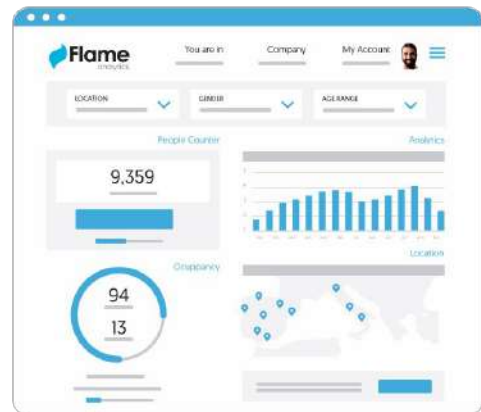 Flame
analytics
You are in Company My Account
LOCATION GENDER AGE RANGE
People Counter
9,359
Analytics
Occupancy
94
13
Location